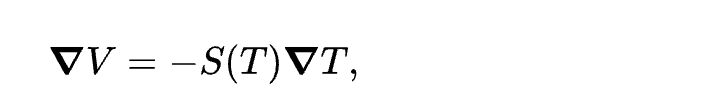 ∇V = −S(T)∇T,